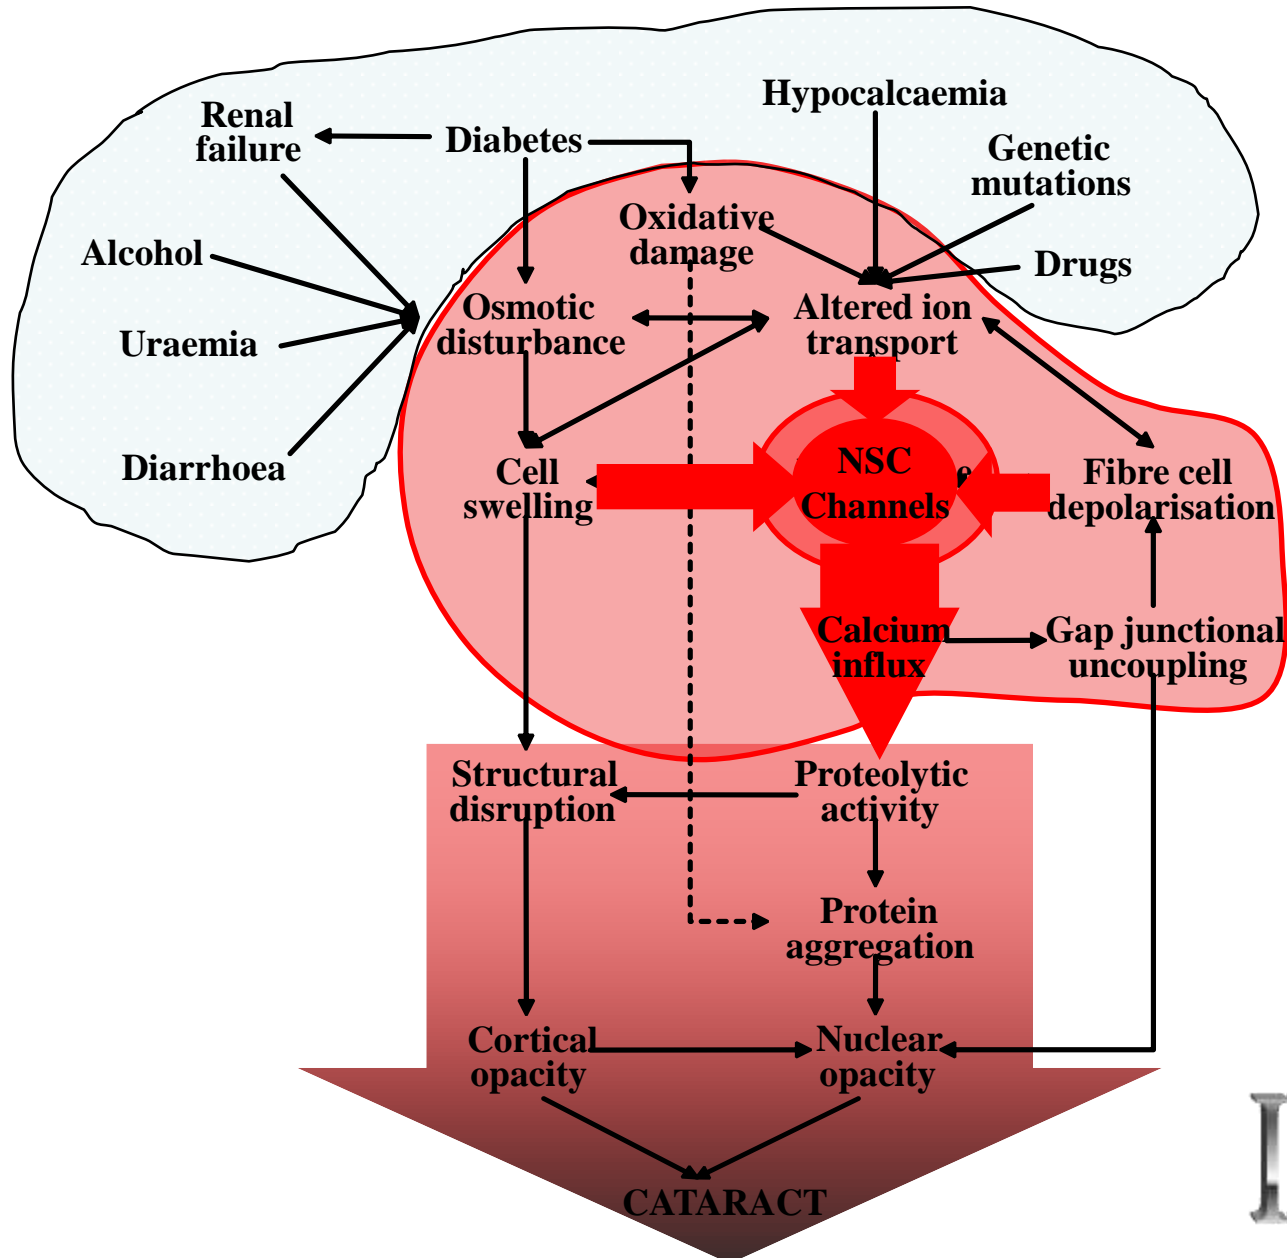 Hypocalcaemia
Renal
failure
Diabetes
Genetic
mutations
Oxidative
damage
Alcohol
Drugs
Osmotic
disturbance
Altered ion
transport
Uraemia
Diarrhoea
Cell
swelling
NSC
Channels
Fibre cell
depolarisation
Calcium
influx
Gap junctional
uncoupling
Structural
disruption
Proteolytic
activity
Protein
aggregation
Cortical
opacity
Nuclear
opacity
CATARACT